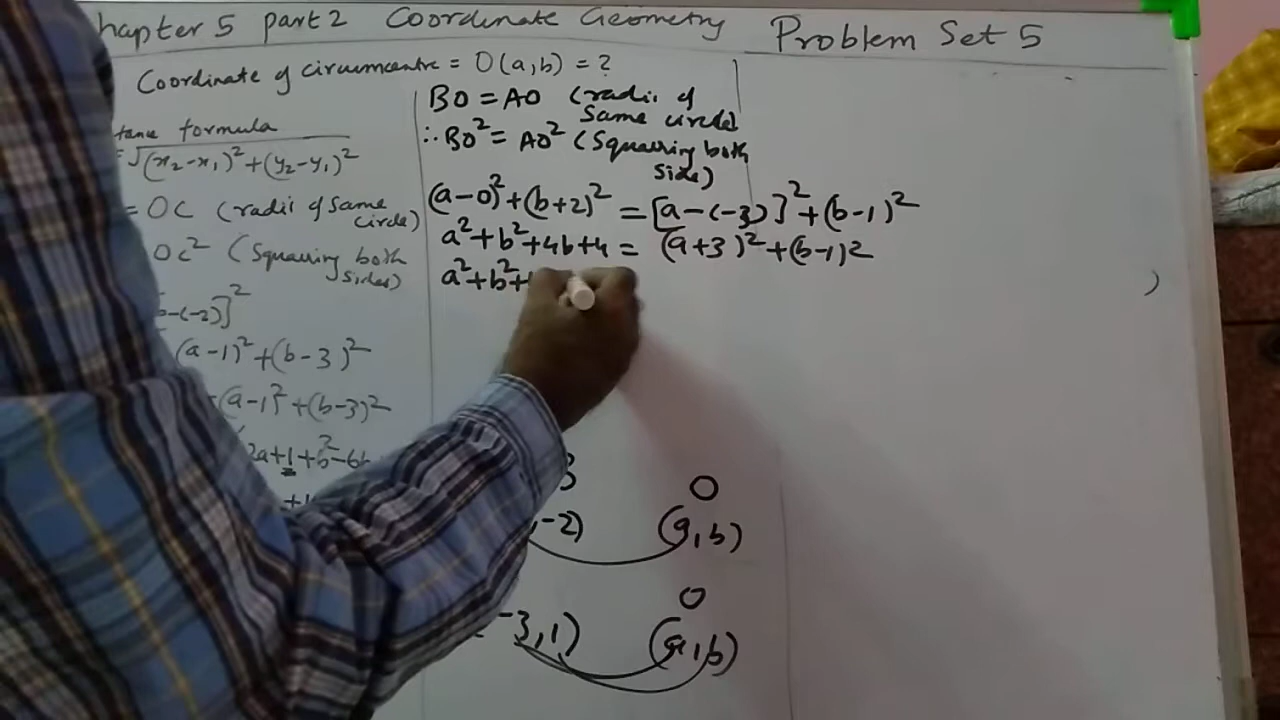 hapter 5 part 2 Coordinate Geometry Problem Set 5
Coordinate of circumcentre = O(a,b) = ?
tance formula
√(x₂-x₁)²+(y₂-y₁)²
= OC (radii of same circle)
OC² (Squaring both sides)
-(-2)]²
(a-1)²+(b-3)²
(a-1)²+(b-3)²
2a+1+b²-6b
BO = AO (radii of same circle)
∴ BO² = AO² (Squaring both side)
(a-0)²+(b+2)² = [a-(-3)]²+(b-1)²
a²+b²+4b+4 = (a+3)²+(b-1)²
a²+b²+
)
O
,-2) (a,b)
O
-3,1) (a,b)